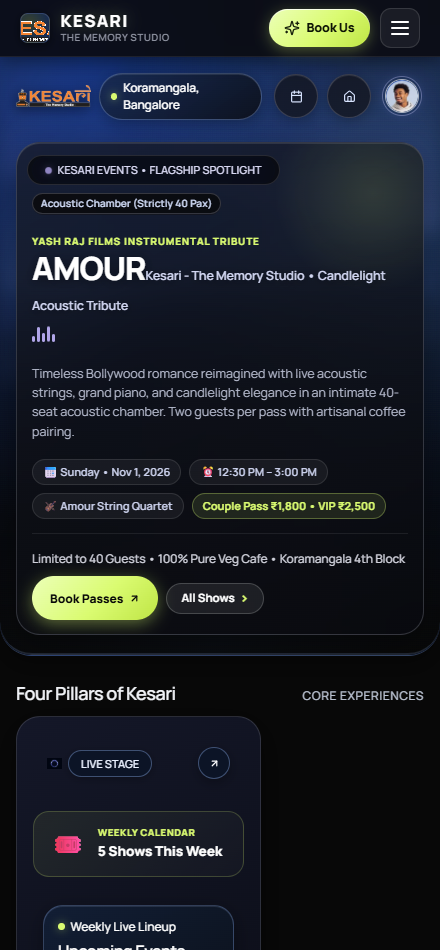 KESARI
THE MEMORY STUDIO
Book Us
KESARI
The Memory Studio
Koramangala,
Bangalore
KESARI EVENTS • FLAGSHIP SPOTLIGHT
Acoustic Chamber (Strictly 40 Pax)
YASH RAJ FILMS INSTRUMENTAL TRIBUTE
AMOUR Kesari - The Memory Studio • Candlelight
Acoustic Tribute
Timeless Bollywood romance reimagined with live acoustic
strings, grand piano, and candlelight elegance in an intimate 40-
seat acoustic chamber. Two guests per pass with artisanal coffee
pairing.
Sunday • Nov 1, 2026
12:30 PM – 3:00 PM
Amour String Quartet
Couple Pass ₹1,800 • VIP ₹2,500
Limited to 40 Guests • 100% Pure Veg Cafe • Koramangala 4th Block
Book Passes
All Shows
Four Pillars of Kesari
CORE EXPERIENCES
LIVE STAGE
WEEKLY CALENDAR
5 Shows This Week
Weekly Live Lineup
Upcoming Events